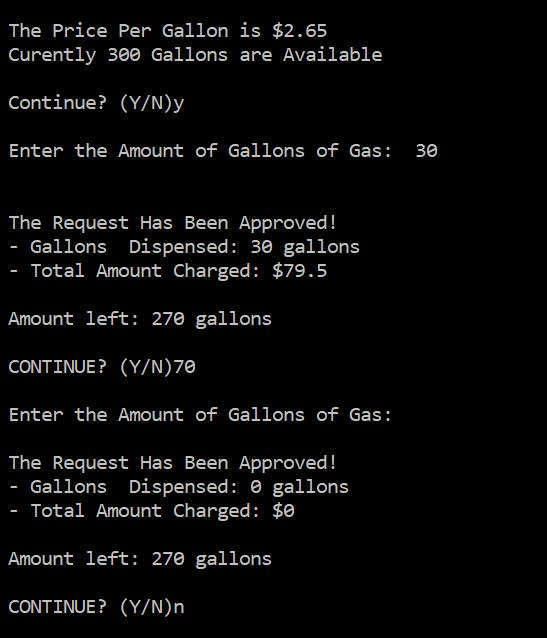 The Price Per Gallon is $2.65
Curently 300 Gallons are Available
Continue? (Y/N)y
Enter the Amount of Gallons of Gas:  30
The Request Has Been Approved!
- Gallons  Dispensed: 30 gallons
- Total Amount Charged: $79.5
Amount left: 270 gallons
CONTINUE? (Y/N)70
Enter the Amount of Gallons of Gas:
The Request Has Been Approved!
- Gallons  Dispensed: 0 gallons
- Total Amount Charged: $0
Amount left: 270 gallons
CONTINUE? (Y/N)n